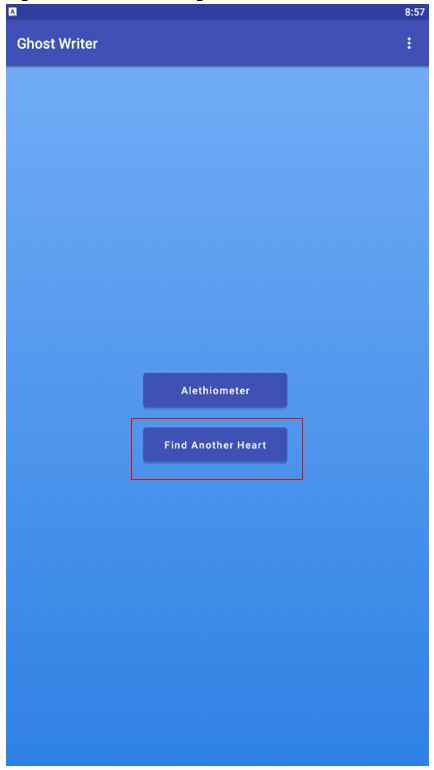 A
8:57
Ghost Writer
Alethiometer
Find Another Heart